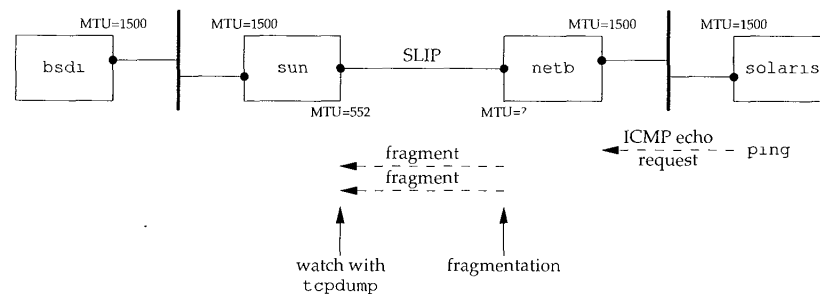 MTU=1500 MTU=1500 MTU=1500 MTU=1500
bsdi sun SLIP netb solaris
MTU=552 MTU=?
ICMP echo
request
ping
fragment
fragment
watch with
tcpdump
fragmentation